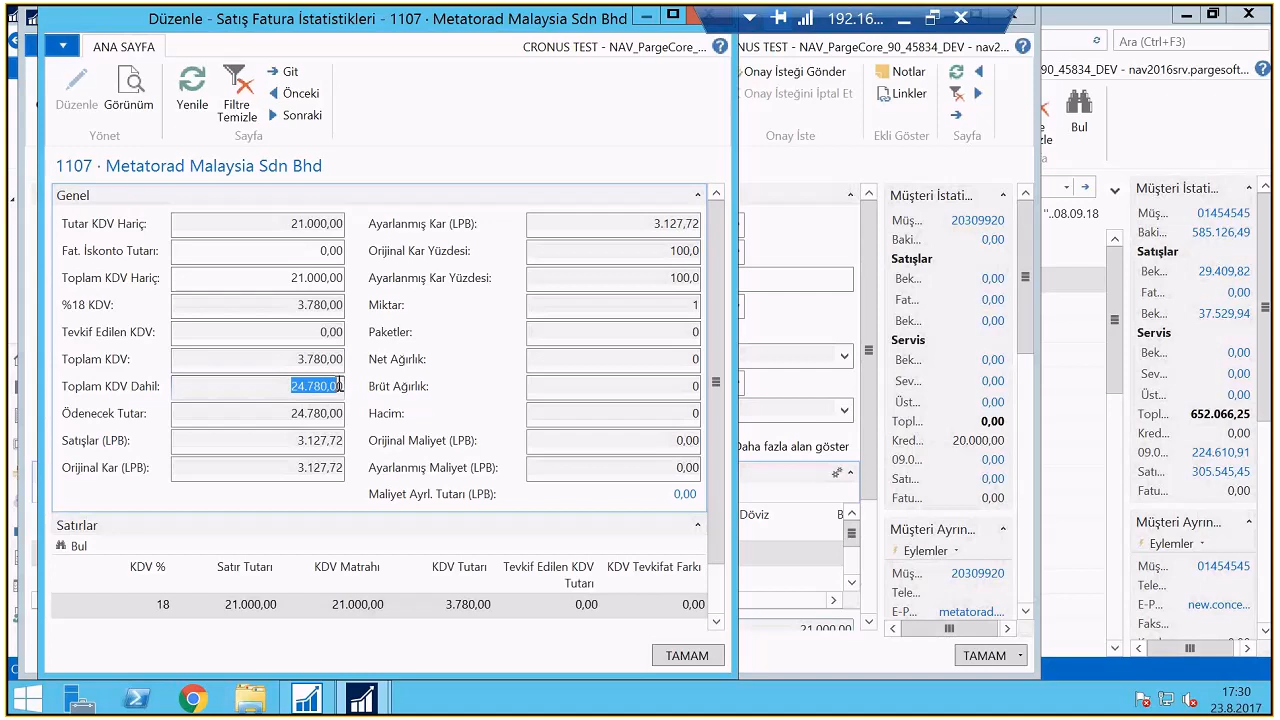 Düzenle - Satış Fatura İstatistikleri - 1107 · Metatorad Malaysia Sdn Bhd
192.16...
ANA SAYFA
CRONUS TEST - NAV_PargeCore_...
ONUS TEST - NAV_PargeCore_90_45834_DEV - nav2...
Ara (Ctrl+F3)
90_45834_DEV - nav2016srv.pargesoft...
Düzenle
Görünüm
Yenile
Filtre
Temizle
Git
Önceki
Sonraki
Yönet
Sayfa
Onay İsteği Gönder
Onay İsteğini İptal Et
Onay İste
Notlar
Linkler
Ekli Göster
Sayfa
Bul
1107 · Metatorad Malaysia Sdn Bhd
Genel
Tutar KDV Hariç: 21.000,00
Fat. İskonto Tutarı: 0,00
Toplam KDV Hariç: 21.000,00
%18 KDV: 3.780,00
Tevkif Edilen KDV: 0,00
Toplam KDV: 3.780,00
Toplam KDV Dahil: 24.780,00
Ödenecek Tutar: 24.780,00
Satışlar (LPB): 3.127,72
Orijinal Kar (LPB): 3.127,72
Ayarlanmış Kar (LPB): 3.127,72
Orijinal Kar Yüzdesi: 100,0
Ayarlanmış Kar Yüzdesi: 100,0
Miktar: 1
Paketler: 0
Net Ağırlık: 0
Brüt Ağırlık: 0
Hacim: 0
Orijinal Maliyet (LPB): 0,00
Ayarlanmış Maliyet (LPB): 0,00
Maliyet Ayrl. Tutarı (LPB): 0,00
Satırlar
Bul
KDV % Satır Tutarı KDV Matrahı KDV Tutarı Tevkif Edilen KDV Tutarı KDV Tevkifat Farkı
18 21.000,00 21.000,00 3.780,00 0,00 0,00
TAMAM
Daha fazla alan göster
Döviz
21.000,00
Müşteri İstati...
Müş... 20309920
Baki... 0,00
Satışlar
Bek... 0,00
Fat... 0,00
Bek... 0,00
Servis
Bek... 0,00
Sev... 0,00
Üst... 0,00
Topl... 0,00
Kred... 20.000,00
09.0... 0,00
Satı... 0,00
Fatu... 0,00
Müşteri Ayrın...
Eylemler
Müş... 20309920
Tele...
E-P... metatorad....
TAMAM
''..08.09.18
Müşteri İstati...
Müş... 01454545
Baki... 585.126,49
Satışlar
Bek... 29.409,82
Fat... 0,00
Bek... 37.529,94
Servis
Bek... 0,00
Sev... 0,00
Üst... 0,00
Topl... 652.066,25
Kred... 0,00
09.0... 224.610,91
Satı... 305.545,45
Fatu... 0,00
Müşteri Ayrın...
Eylemler
Müş... 01454545
Tele...
E-P... new.conce...
Faks...
17:30
23.8.2017